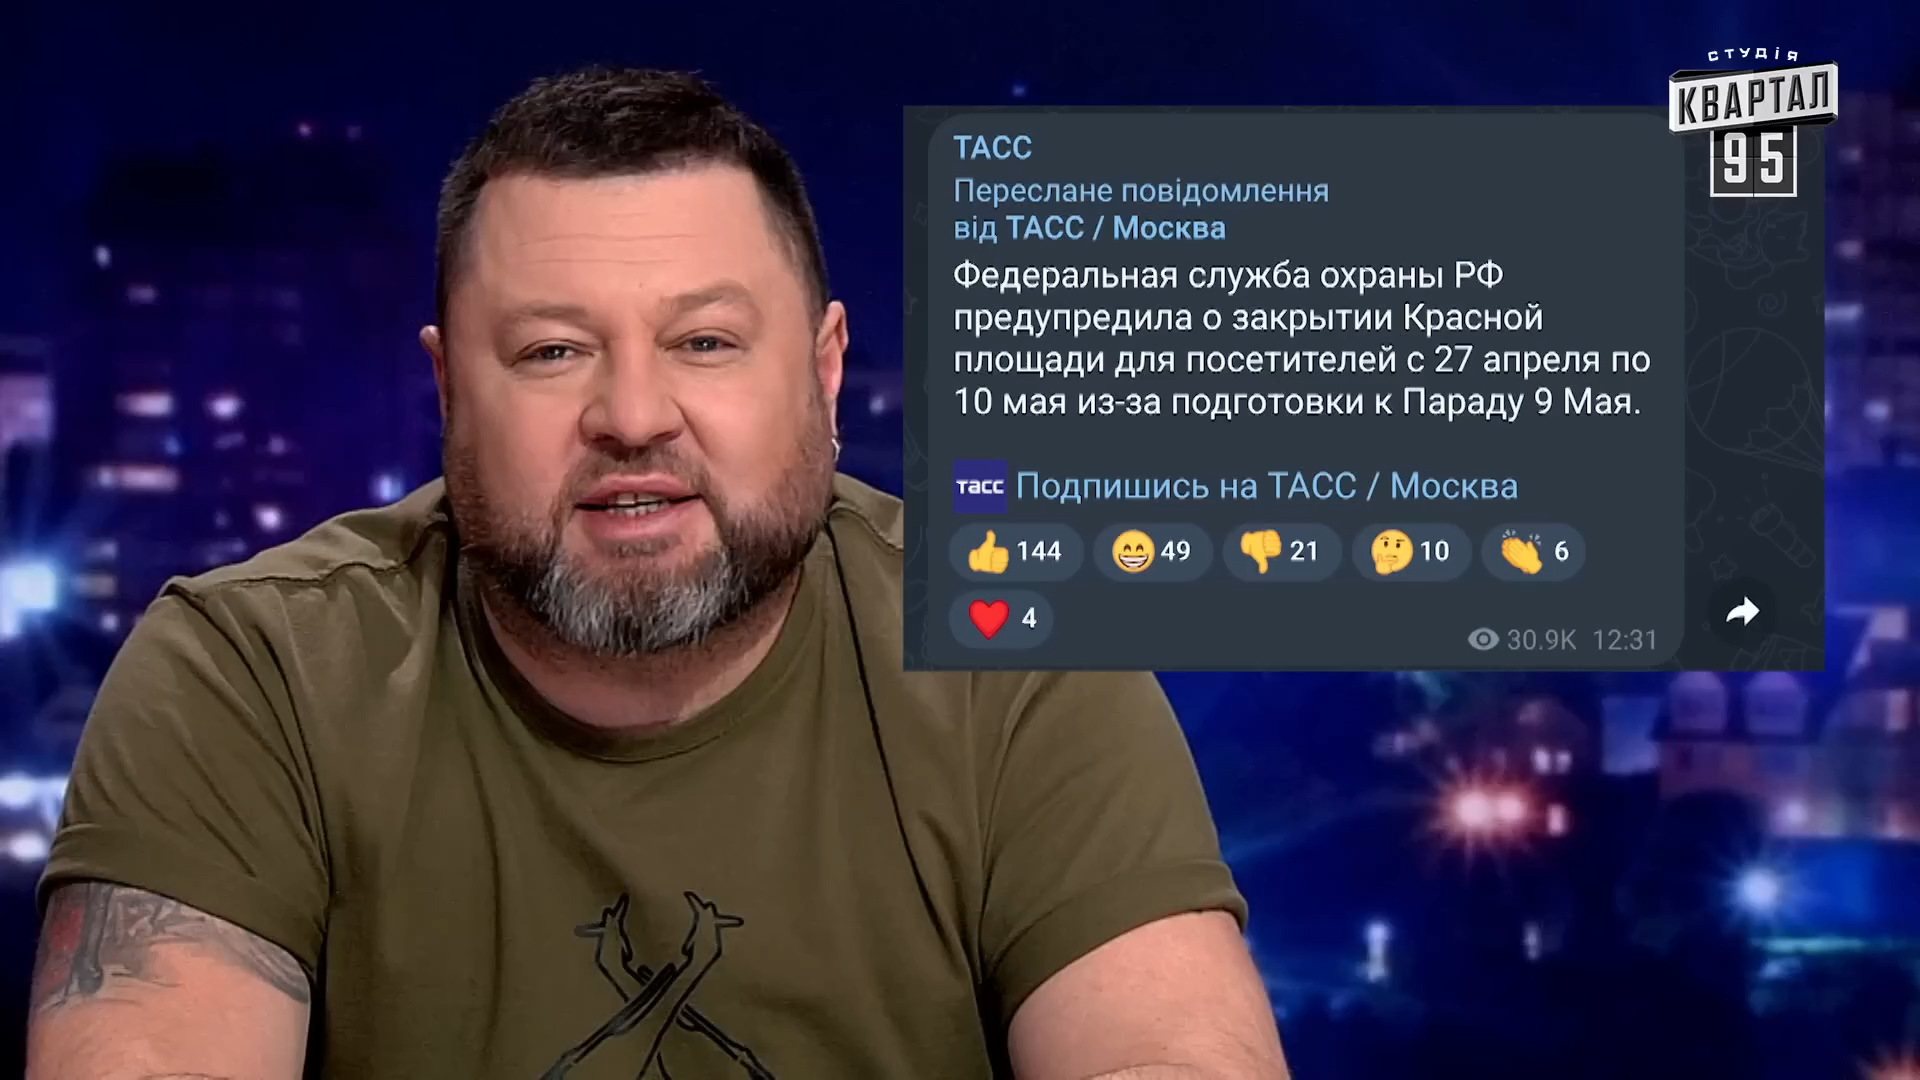 СТУДІЯ
КВАРТАЛ
95
ТАСС
Переслане повідомлення
від ТАСС / Москва
Федеральная служба охраны РФ
предупредила о закрытии Красной
площади для посетителей с 27 апреля по
10 мая из-за подготовки к Параду 9 Мая.
тасс Подпишись на ТАСС / Москва
144 49 21 10 6
4
30.9K 12:31